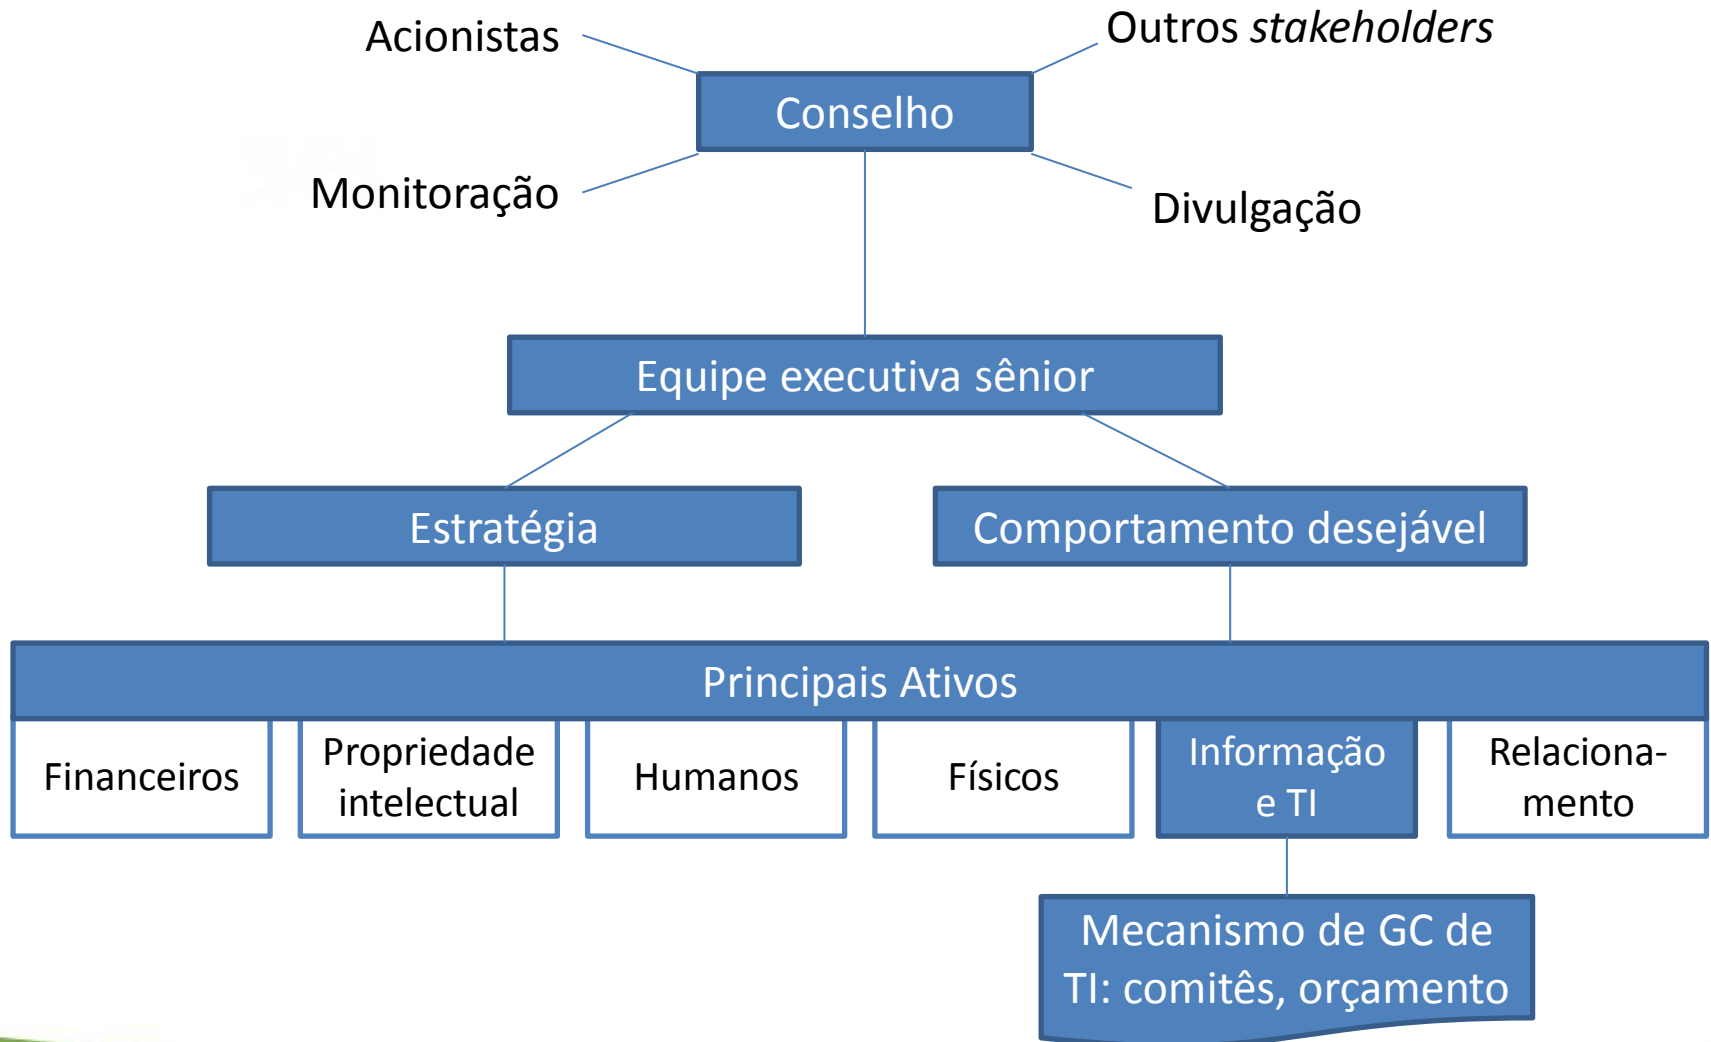 Acionistas
Outros stakeholders
Conselho
Monitoração
Divulgação
Equipe executiva sênior
Estratégia
Comportamento desejável
Principais Ativos
Financeiros
Propriedade
intelectual
Humanos
Físicos
Informação
e TI
Relaciona-
mento
Mecanismo de GC de
TI: comitês, orçamento